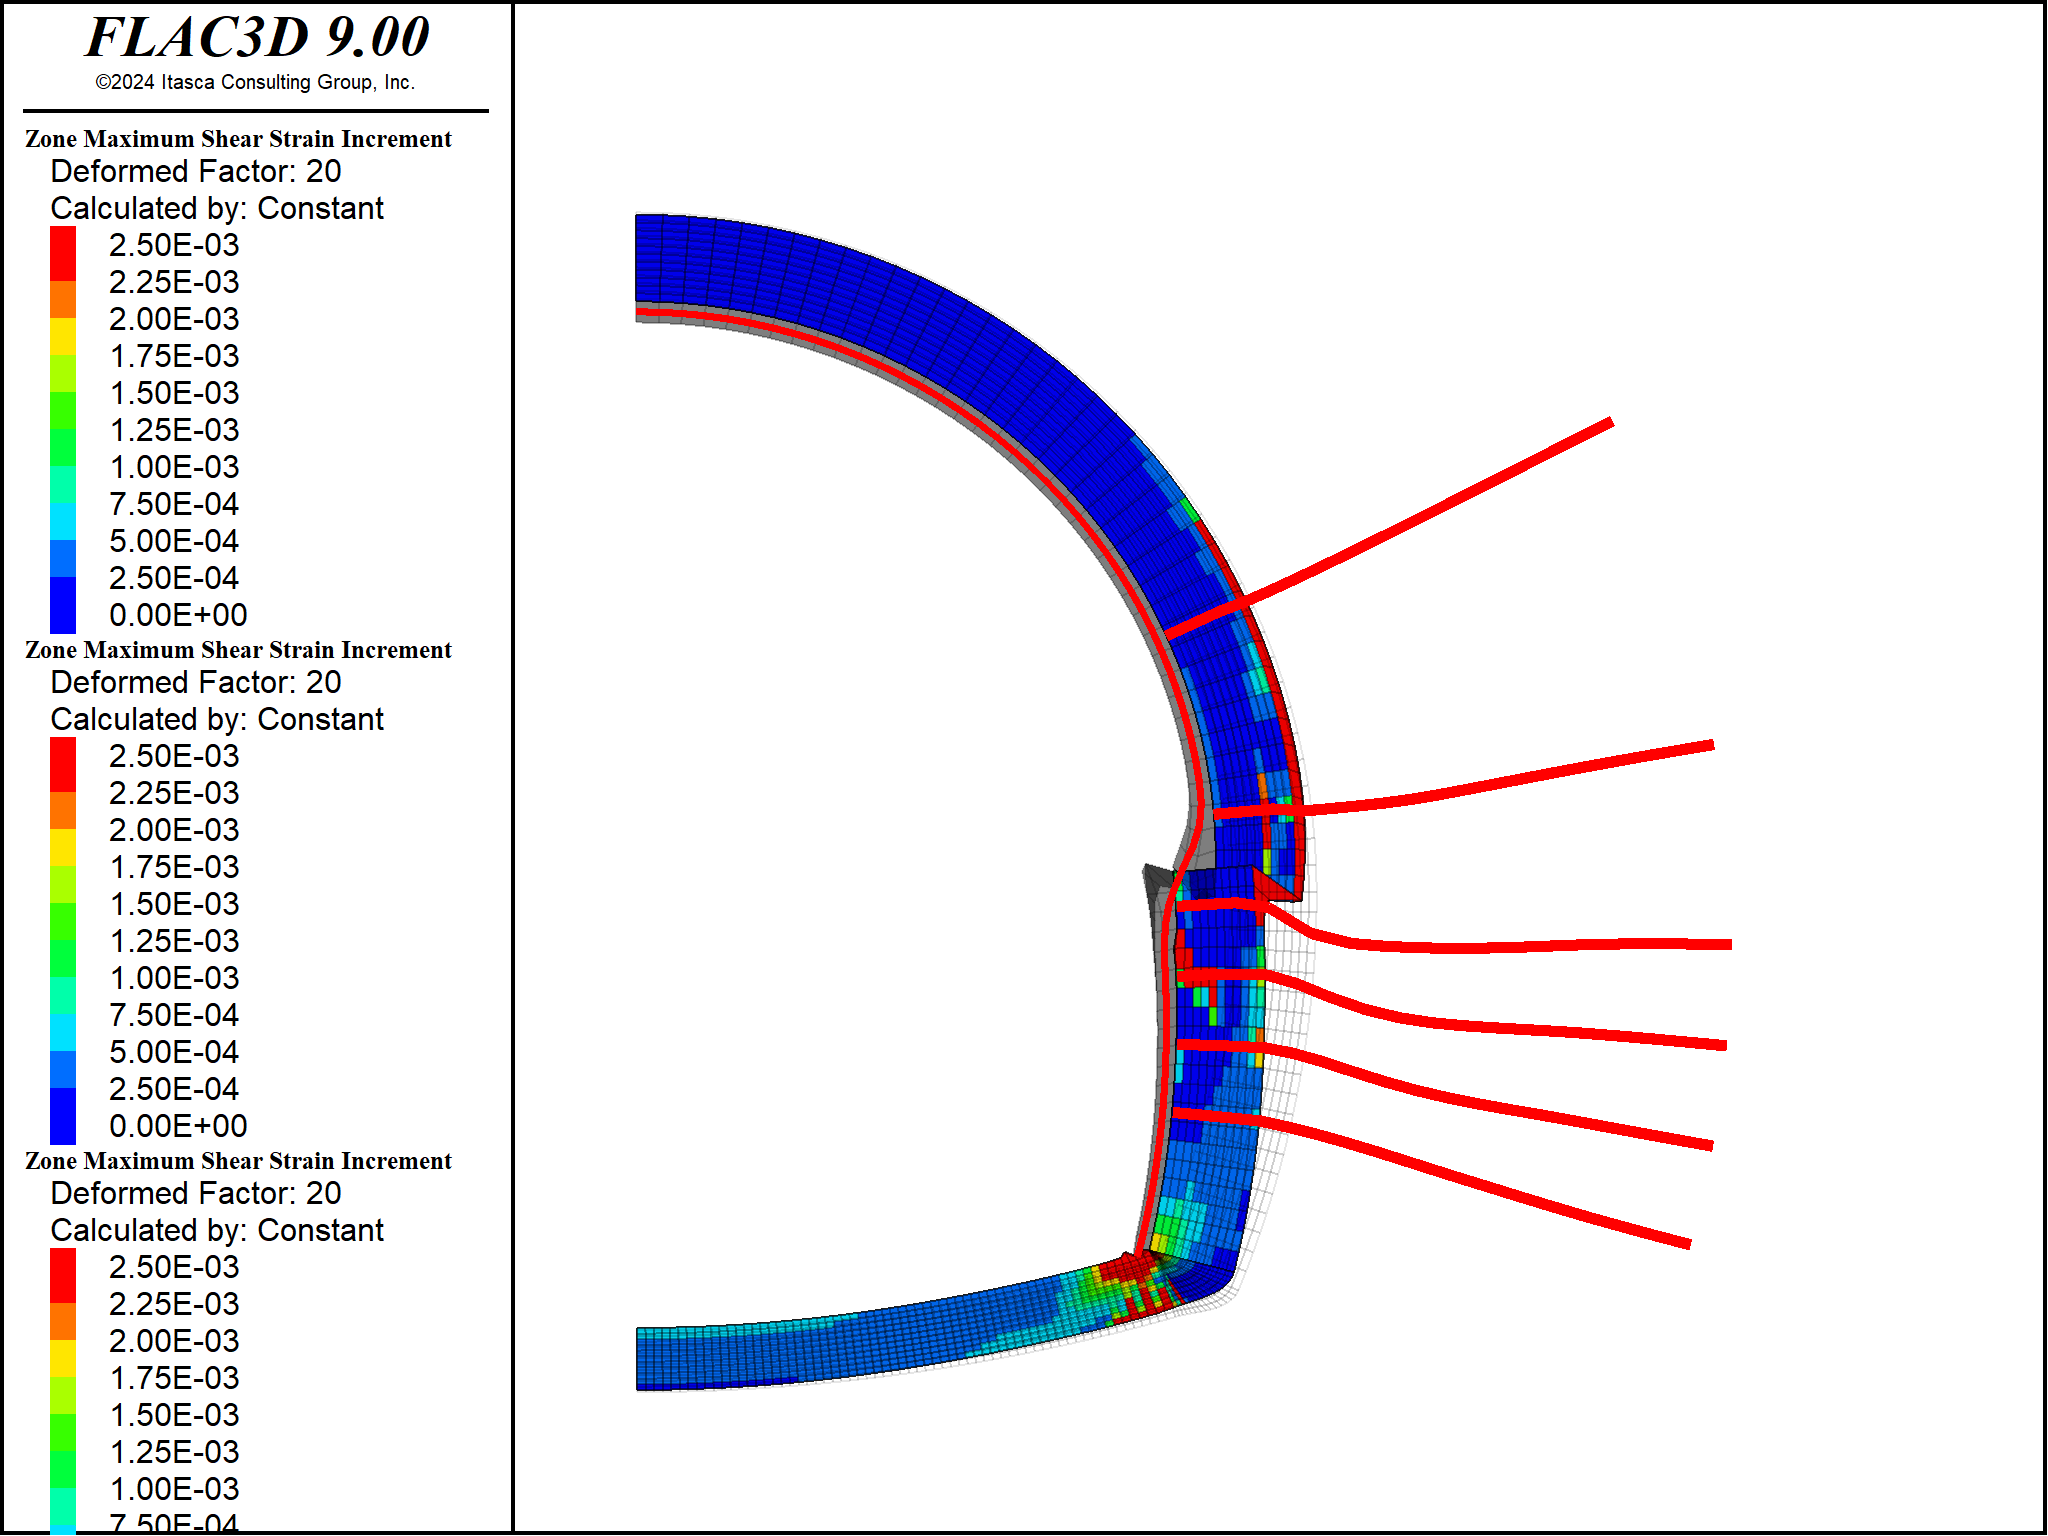 FLAC3D 9.00
©2024 Itasca Consulting Group, Inc.
Zone Maximum Shear Strain Increment
Deformed Factor: 20
Calculated by: Constant
2.50E-03
2.25E-03
2.00E-03
1.75E-03
1.50E-03
1.25E-03
1.00E-03
7.50E-04
5.00E-04
2.50E-04
0.00E+00
Zone Maximum Shear Strain Increment
Deformed Factor: 20
Calculated by: Constant
2.50E-03
2.25E-03
2.00E-03
1.75E-03
1.50E-03
1.25E-03
1.00E-03
7.50E-04
5.00E-04
2.50E-04
0.00E+00
Zone Maximum Shear Strain Increment
Deformed Factor: 20
Calculated by: Constant
2.50E-03
2.25E-03
2.00E-03
1.75E-03
1.50E-03
1.25E-03
1.00E-03
7.50E-04